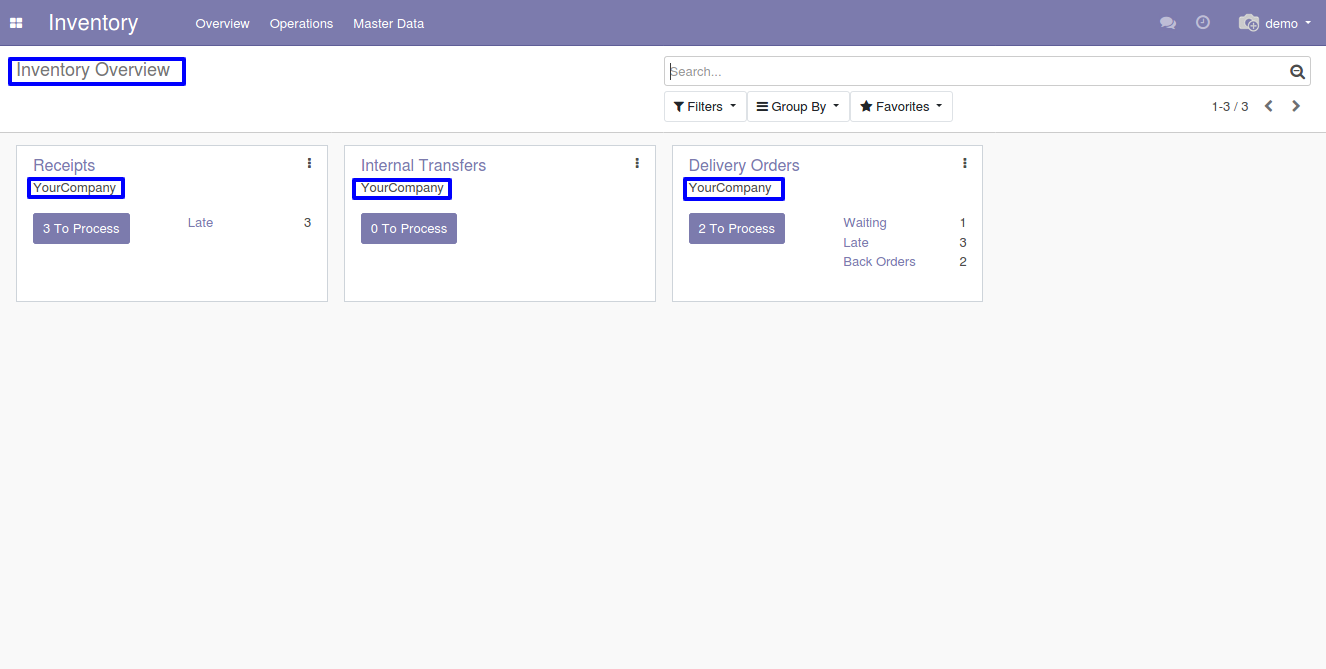 Inventory Overview Operations Master Data demo
Inventory Overview
Search...
Filters Group By Favorites 1-3 / 3
Receipts
YourCompany
3 To Process
Late 3
Internal Transfers
YourCompany
0 To Process
Delivery Orders
YourCompany
2 To Process
Waiting 1
Late 3
Back Orders 2